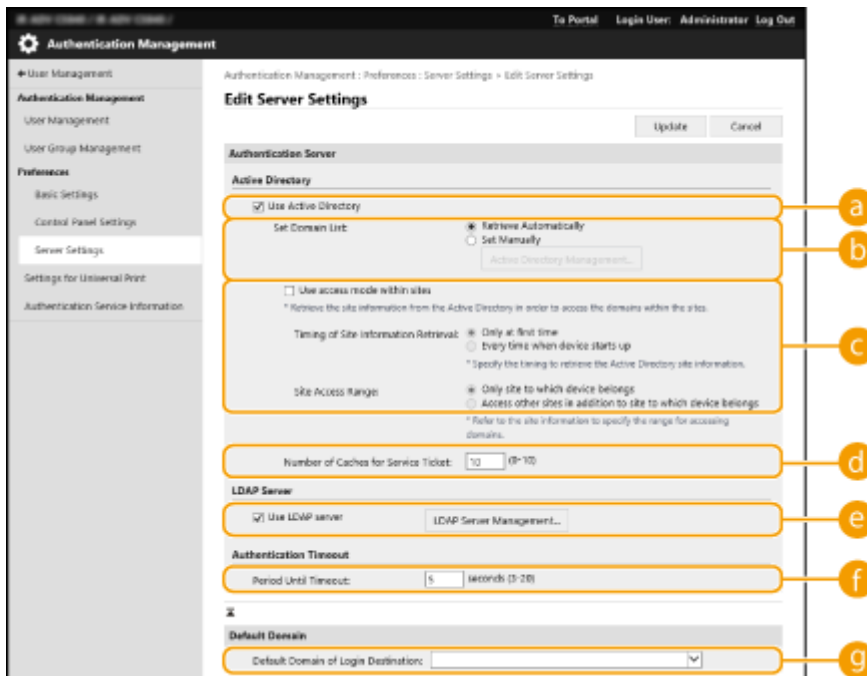 To Portal Login User: Administrator Log Out
Authentication Management
User Management
Authentication Management : Preferences : Server Settings > Edit Server Settings
Authentication Management
User Management
User Group Management
Preferences
Basic Settings
Control Panel Settings
Server Settings
Settings for Universal Print
Authentication Service Information
Edit Server Settings
Update Cancel
Authentication Server
Active Directory
Use Active Directory
a
Set Domain List: Retrieve Automatically
Set Manually
Active Directory Management...
b
Use access mode within sites
* Retrieve the site information from the Active Directory in order to access the domains within the sites.
Timing of Site Information Retrieval: Only at first time
Every time when device starts up
* Specify the timing to retrieve the Active Directory site information.
Site Access Range: Only site to which device belongs
Access other sites in addition to site to which device belongs
* Refer to the site information to specify the range for accessing
domains.
c
Number of Caches for Service Ticket: 10 (0-10)
d
LDAP Server
Use LDAP server LDAP Server Management...
e
Authentication Timeout
Period Until Timeout: 5 seconds (3-20)
f
Default Domain
Default Domain of Login Destination:
g